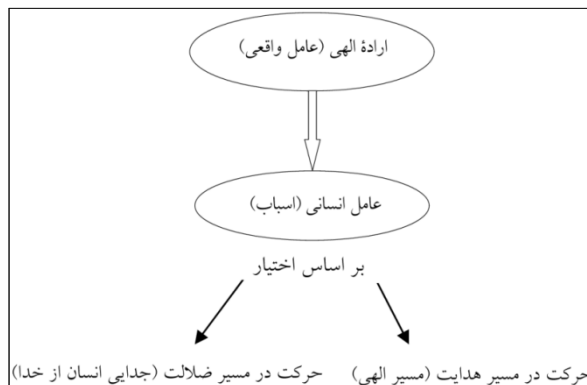 ارادهٔ الهی (عامل واقعی)
عامل انسانی (اسباب)
بر اساس اختیار
حرکت در مسیر هدایت (مسیر الهی)
حرکت در مسیر ضلالت (جدایی انسان از خدا)